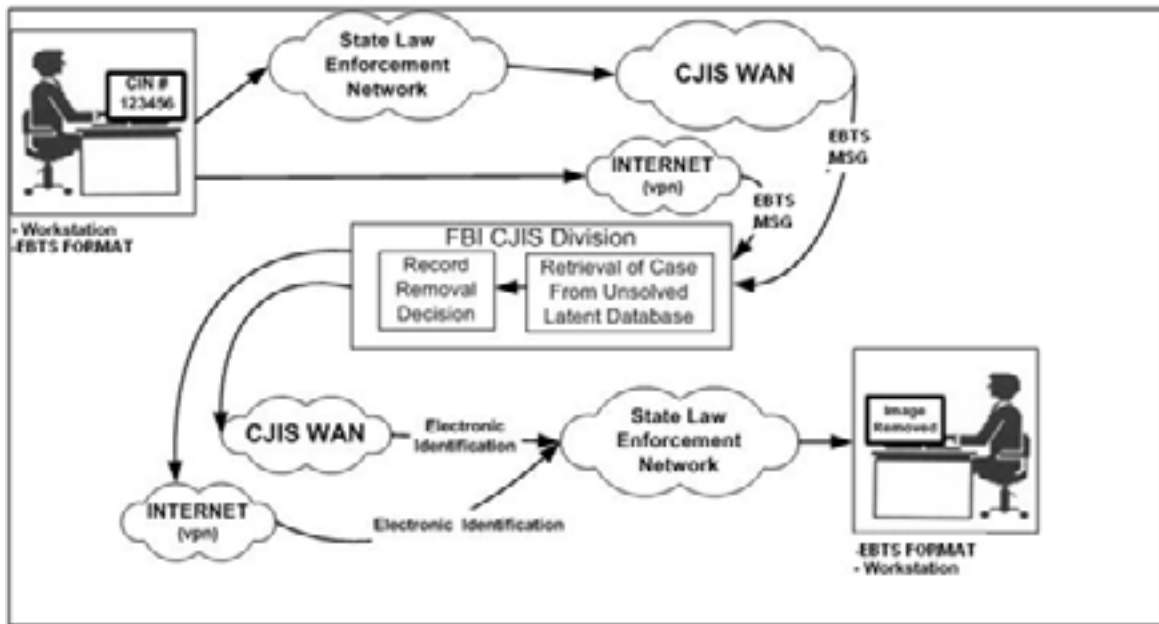 State Law
Enforcement
Network
CJIS WAN
CIN #
123456
EBTS
MSG
INTERNET
(vpn)
EBTS
MSG
- Workstation
-EBTS FORMAT
FBI CJIS Division
Record
Removal
Decision
Retrieval of Case
From Unsolved
Latent Database
CJIS WAN
Electronic
Identification
State Law
Enforcement
Network
Image
Removed
INTERNET
(vpn)
Electronic Identification
-EBTS FORMAT
- Workstation